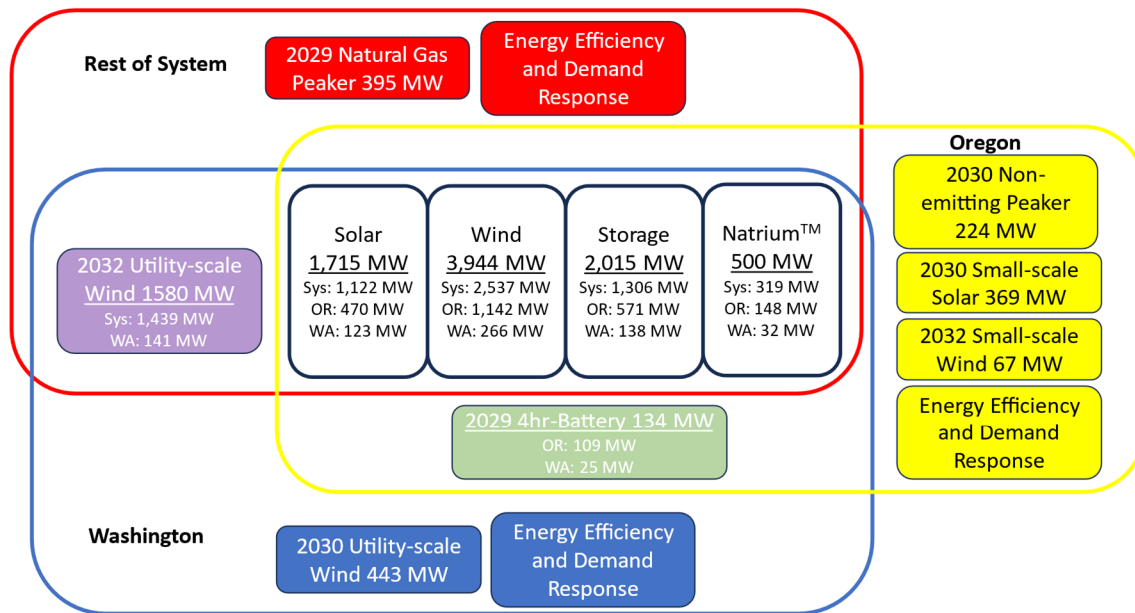 Rest of System
2029 Natural Gas
Peaker 395 MW
Energy Efficiency
and Demand
Response
Oregon
2030 Non-
emitting Peaker
224 MW
2030 Small-scale
Solar 369 MW
2032 Small-scale
Wind 67 MW
Energy Efficiency
and Demand
Response
2032 Utility-scale
Wind 1580 MW
Sys: 1,439 MW
WA: 141 MW
Solar
1,715 MW
Sys: 1,122 MW
OR: 470 MW
WA: 123 MW
Wind
3,944 MW
Sys: 2,537 MW
OR: 1,142 MW
WA: 266 MW
Storage
2,015 MW
Sys: 1,306 MW
OR: 571 MW
WA: 138 MW
Natrium™
500 MW
Sys: 319 MW
OR: 148 MW
WA: 32 MW
2029 4hr-Battery 134 MW
OR: 109 MW
WA: 25 MW
Washington
2030 Utility-scale
Wind 443 MW
Energy Efficiency
and Demand
Response